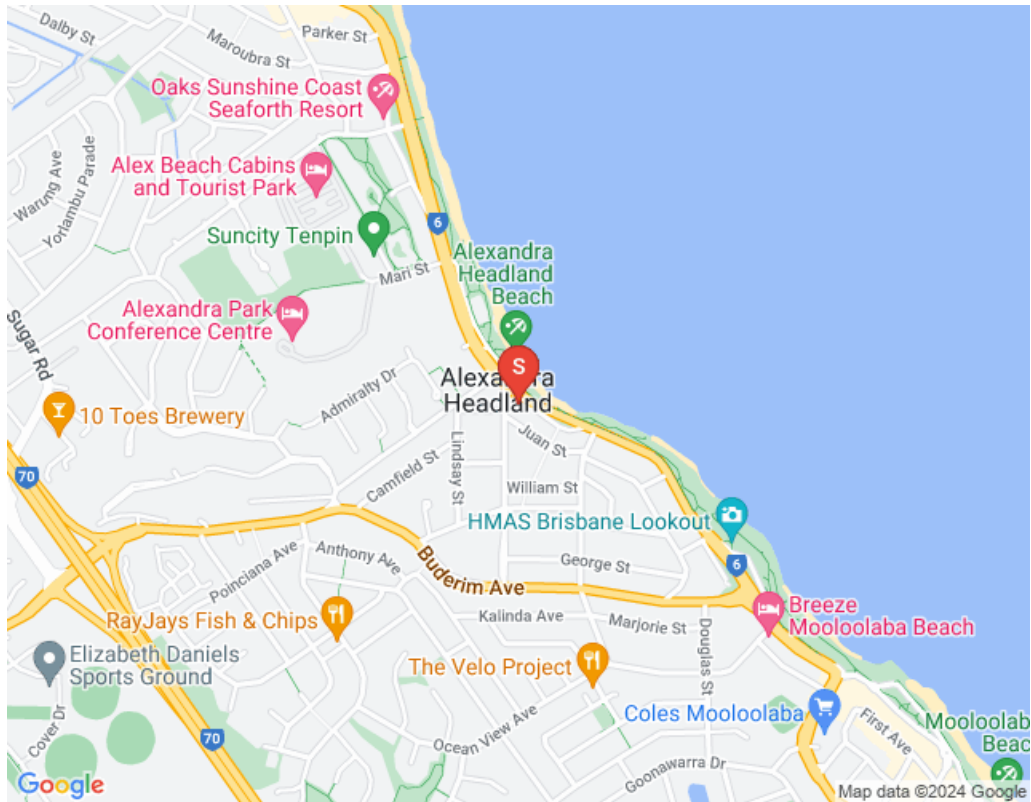 Dalby St
Maroubra St
Parker St
Oaks Sunshine Coast
Seaforth Resort
Warung Ave
Yorlambu Parade
Alex Beach Cabins
and Tourist Park
6
Suncity Tenpin
Mari St
Alexandra
Headland
Beach
Alexandra Park
Conference Centre
Sugar Rd
S
Alexandra
Headland
Admiralty Dr
10 Toes Brewery
Juan St
Lindsay St
Camfield St
70
William St
HMAS Brisbane Lookout
Poinciana Ave
Anthony Ave
Buderim Ave
George St
6
RayJays Fish & Chips
Kalinda Ave
Marjorie St
Douglas St
Breeze
Mooloolaba Beach
Elizabeth Daniels
Sports Ground
The Velo Project
Coles Mooloolaba
First Ave
Cover Dr
70
Ocean View Ave
Mooloolab
Beac
Goonawarra Dr
Google
Map data ©2024 Google